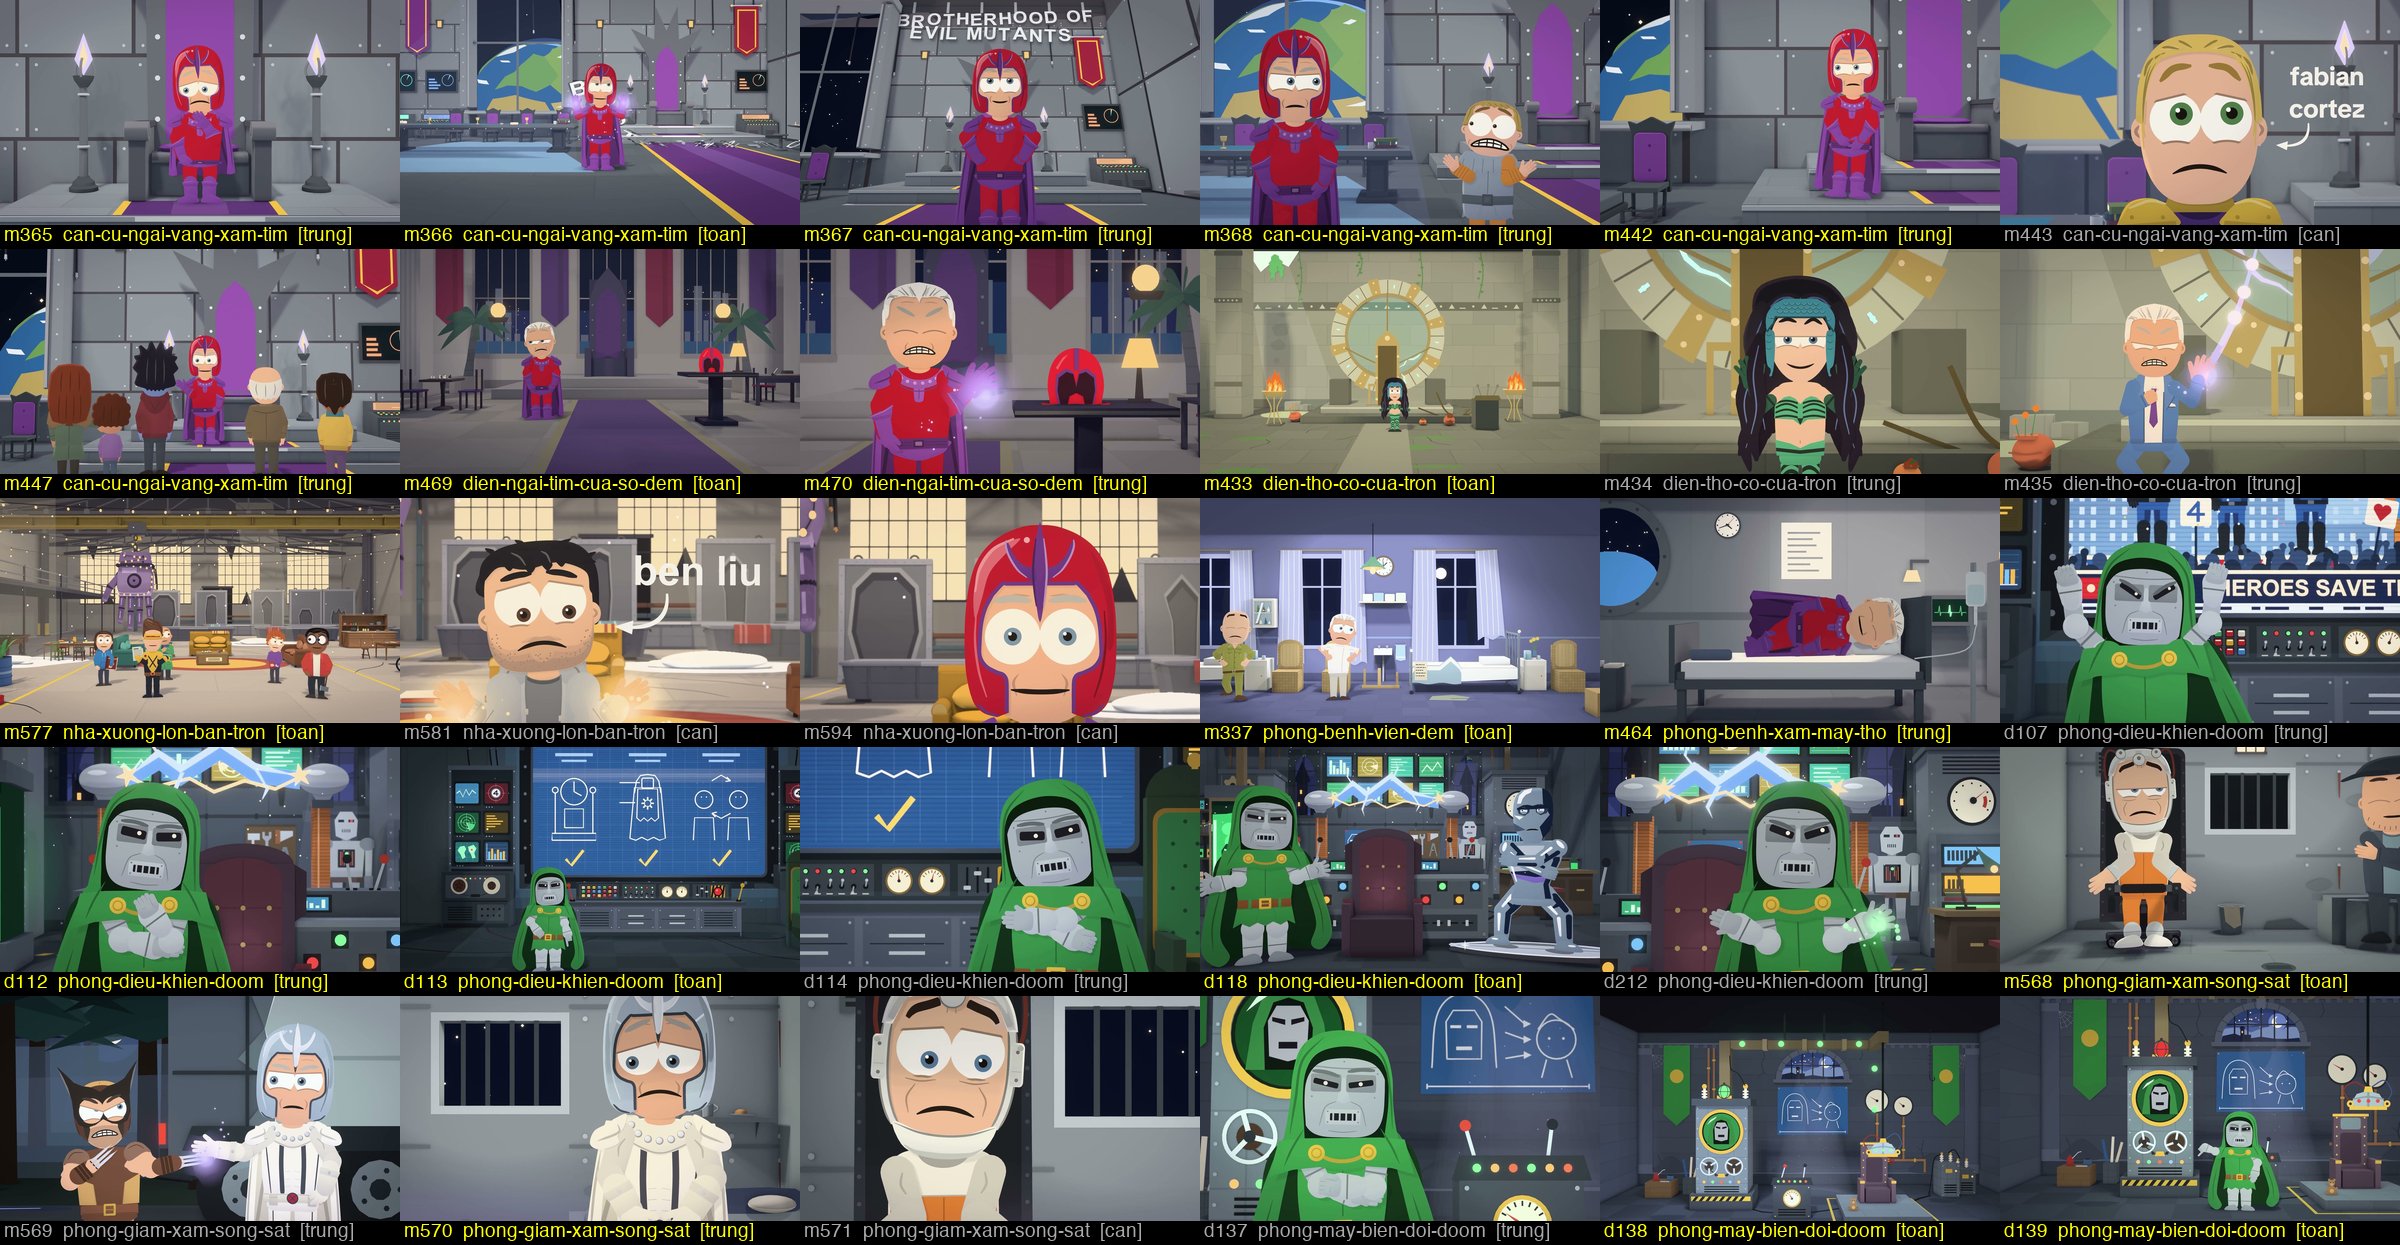 BROTHERHOOD OF
EVIL MUTANTS
B
fabian
cortez
m365 can-cu-ngai-vang-xam-tim [trung]
m366 can-cu-ngai-vang-xam-tim [toan]
m367 can-cu-ngai-vang-xam-tim [trung]
m368 can-cu-ngai-vang-xam-tim [trung]
m442 can-cu-ngai-vang-xam-tim [trung]
m443 can-cu-ngai-vang-xam-tim [can]
m447 can-cu-ngai-vang-xam-tim [trung]
m469 dien-ngai-tim-cua-so-dem [toan]
m470 dien-ngai-tim-cua-so-dem [trung]
m433 dien-tho-co-cua-tron [toan]
m434 dien-tho-co-cua-tron [trung]
m435 dien-tho-co-cua-tron [trung]
ben liu
4
HEROES SAVE T
m577 nha-xuong-lon-ban-tron [toan]
m581 nha-xuong-lon-ban-tron [can]
m594 nha-xuong-lon-ban-tron [can]
m337 phong-benh-vien-dem [toan]
m464 phong-benh-xam-may-tho [trung]
d107 phong-dieu-khien-doom [trung]
4
d112 phong-dieu-khien-doom [trung]
d113 phong-dieu-khien-doom [toan]
d114 phong-dieu-khien-doom [trung]
d118 phong-dieu-khien-doom [toan]
d212 phong-dieu-khien-doom [trung]
m568 phong-giam-xam-song-sat [toan]
m569 phong-giam-xam-song-sat [trung]
m570 phong-giam-xam-song-sat [trung]
m571 phong-giam-xam-song-sat [can]
d137 phong-may-bien-doi-doom [trung]
d138 phong-may-bien-doi-doom [toan]
d139 phong-may-bien-doi-doom [toan]